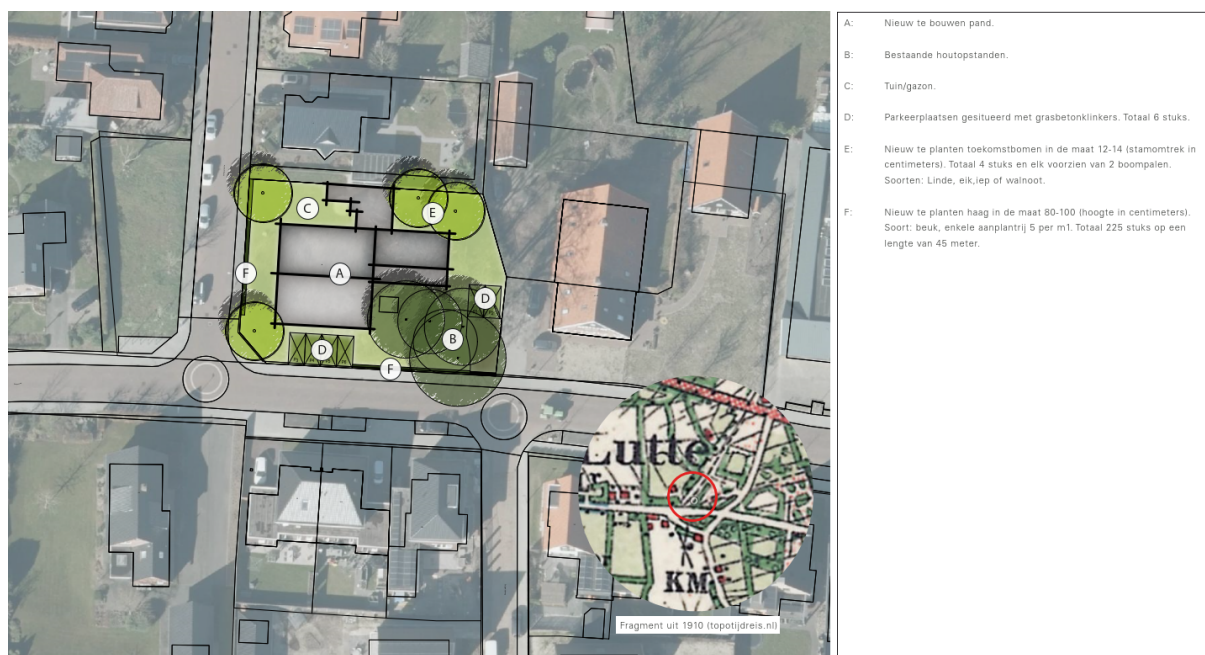 C
E
F
A
D
B
D
F
Lutte
KM
Fragment uit 1910 (topotijdreis.nl)
A: Nieuw te bouwen pand.
B: Bestaande houtopstanden.
C: Tuin/gazon.
D: Parkeerplaatsen gesitueerd met grasbetonklinkers. Totaal 6 stuks.
E: Nieuw te planten toekomstbomen in de maat 12-14 (stamomtrek in
centimeters). Totaal 4 stuks en elk voorzien van 2 boompalen.
Soorten: Linde, eik,iep of walnoot.
F: Nieuw te planten haag in de maat 80-100 (hoogte in centimeters).
Soort: beuk, enkele aanplantrij 5 per m1. Totaal 225 stuks op een
lengte van 45 meter.